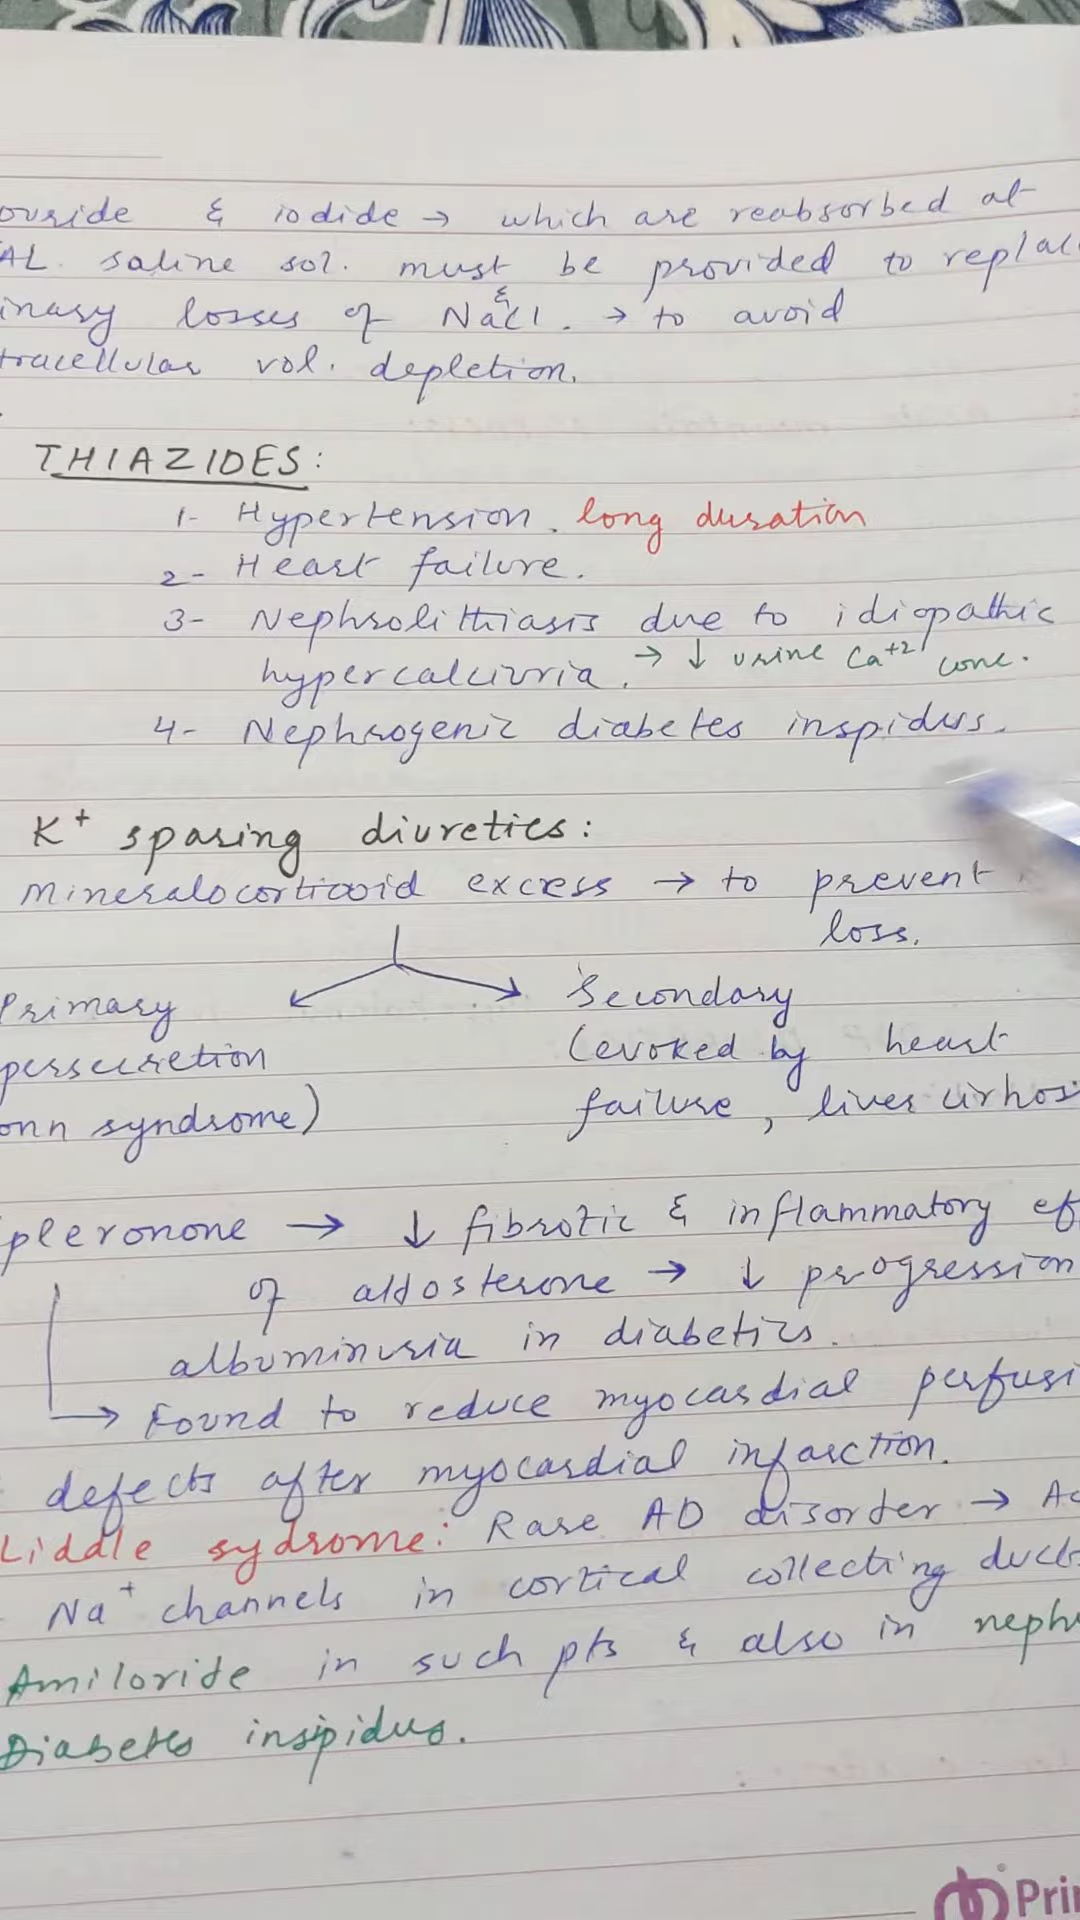 ouride & iodide → which are reabsorbed at
AL. saline sol. must be provided to replac
inary losses of Na & Cl. → to avoid
tracellular vol. depletion.
THIAZIDES:
1- Hypertension. long duration
2- Heart failure.
3- Nephrolithiasis due to idiopathic
hypercalciuria. → ↓ urine Ca+2 conc.
4- Nephrogenic diabetes inspidus.
K+ sparing diuretics:
Mineralocorticoid excess → to prevent
loss.
Primary
persecretion
onn syndrome)
Secondary
(evoked by heart
failure, liver cirhos
pleronone → ↓ fibrotic & inflammatory ef
of aldosterone → ↓ progression
albuminuria in diabetics.
→ Found to reduce myocardial perfusi
defects after myocardial infarction.
Liddle sydrome: Rare AD disorder → Ac
Na+ channels in cortical collecting ducts
Amiloride in such pts & also in neph
Diabetes insipidus.
Prin